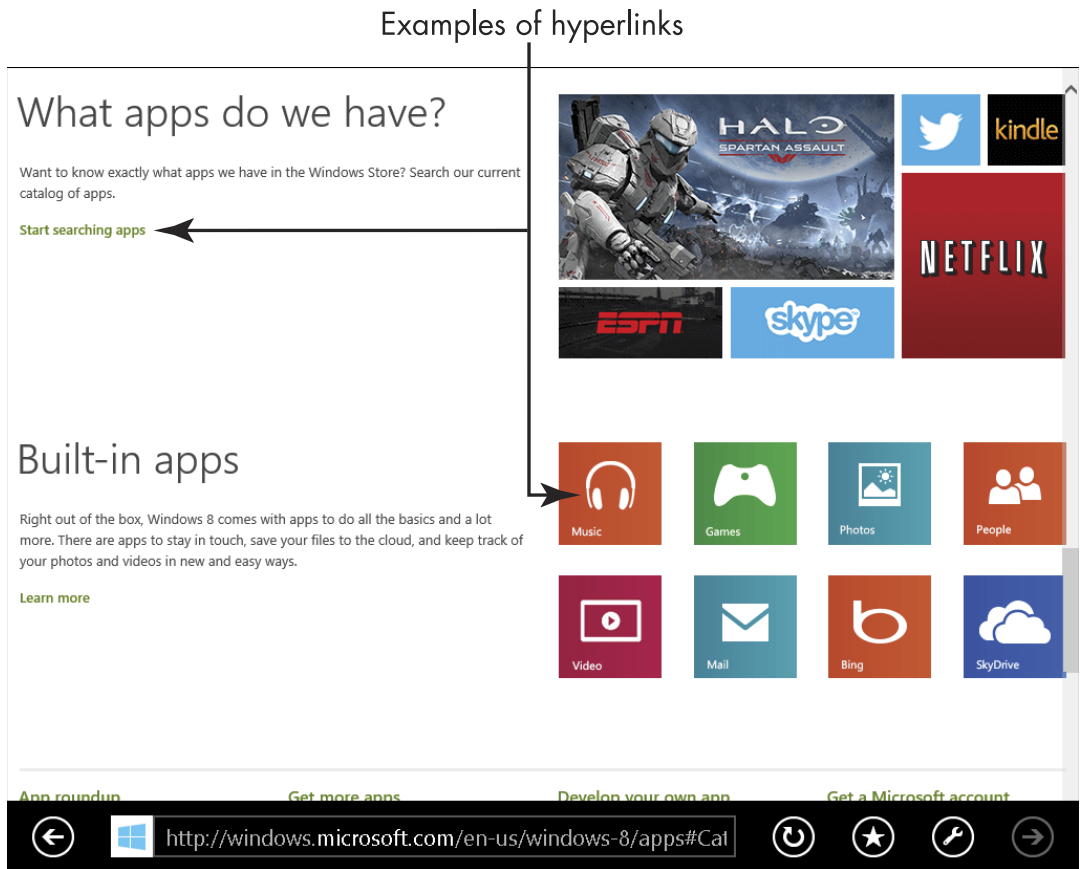 Examples of hyperlinks
What apps do we have?
Want to know exactly what apps we have in the Windows Store? Search our current
catalog of apps.
Start searching apps
HALO
SPARTAN ASSAULT
kindle
NETFLIX
ESPN
skype
Built-in apps
Right out of the box, Windows 8 comes with apps to do all the basics and a lot
more. There are apps to stay in touch, save your files to the cloud, and keep track of
your photos and videos in new and easy ways.
Learn more
Music
Games
Photos
People
Video
Mail
Bing
SkyDrive
App roundup
Get more apps
Develop your own app
Get a Microsoft account
http://windows.microsoft.com/en-us/windows-8/apps#Cat